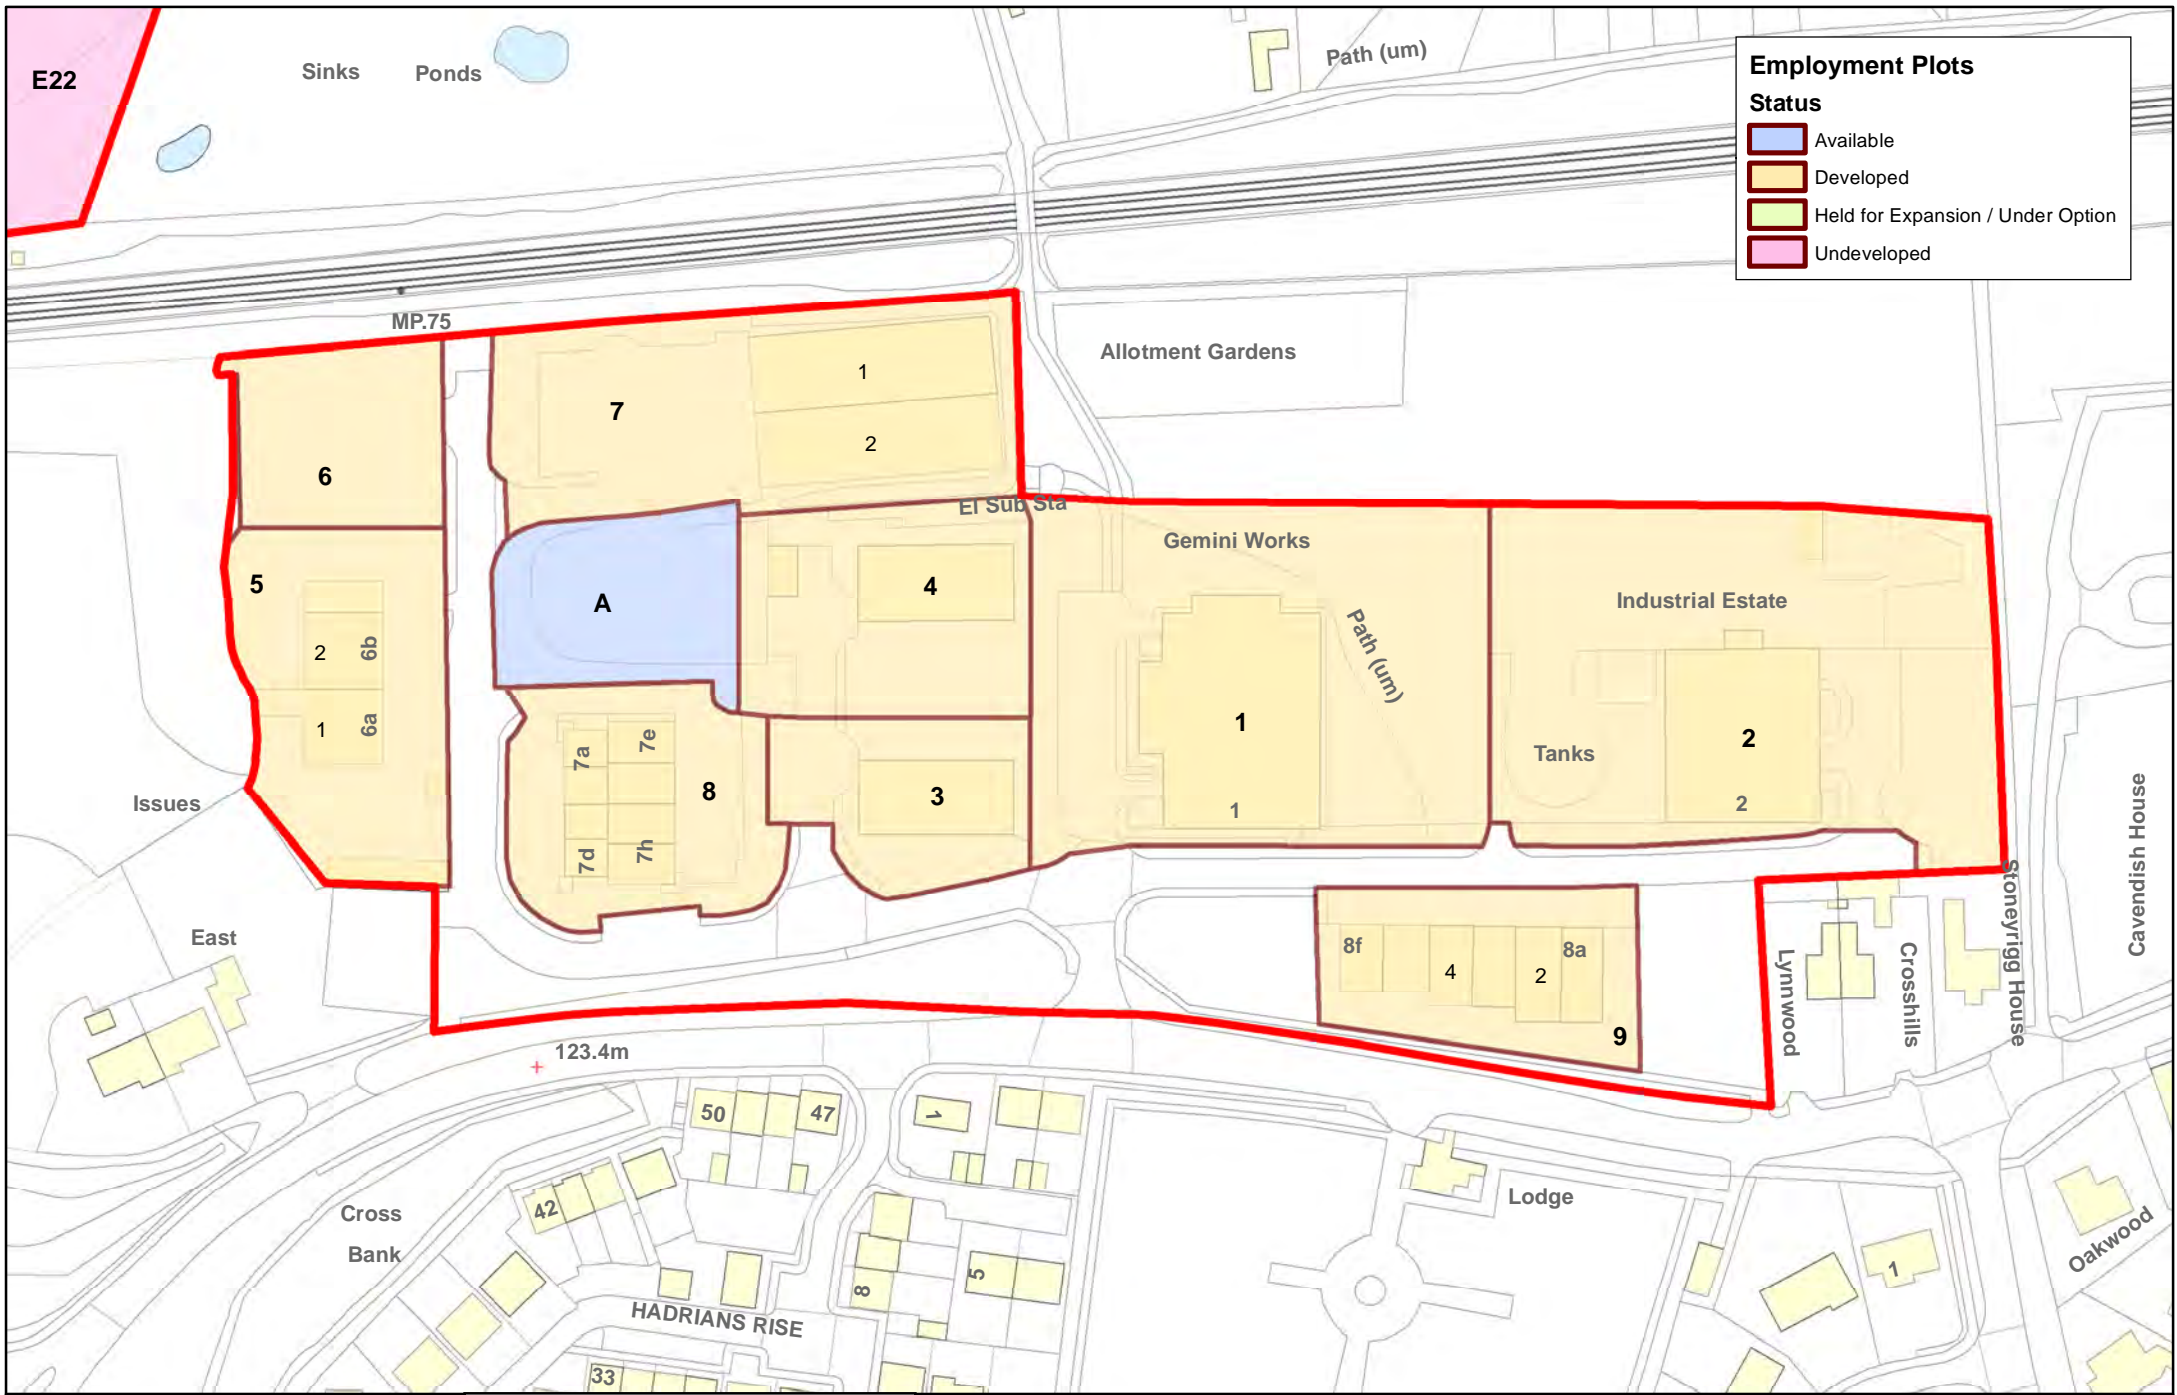 E22
Sinks
Ponds
Path (um)
Employment Plots
Status
Available
Developed
Held for Expansion / Under Option
Undeveloped
MP.75
Allotment Gardens
1
7
2
6
El Sub Sta
Gemini Works
5
A
4
Industrial Estate
2
6b
Path (um)
1
6a
7a
7e
8
3
1
1
Tanks
2
2
Issues
7d
7h
Cavendish House
East
8f
4
2
8a
9
Lynnwood
Crosshills
Stoneyrigg House
123.4m
50
47
1
42
Cross
Bank
8
5
Lodge
1
Oakwood
HADRIANS RISE
33